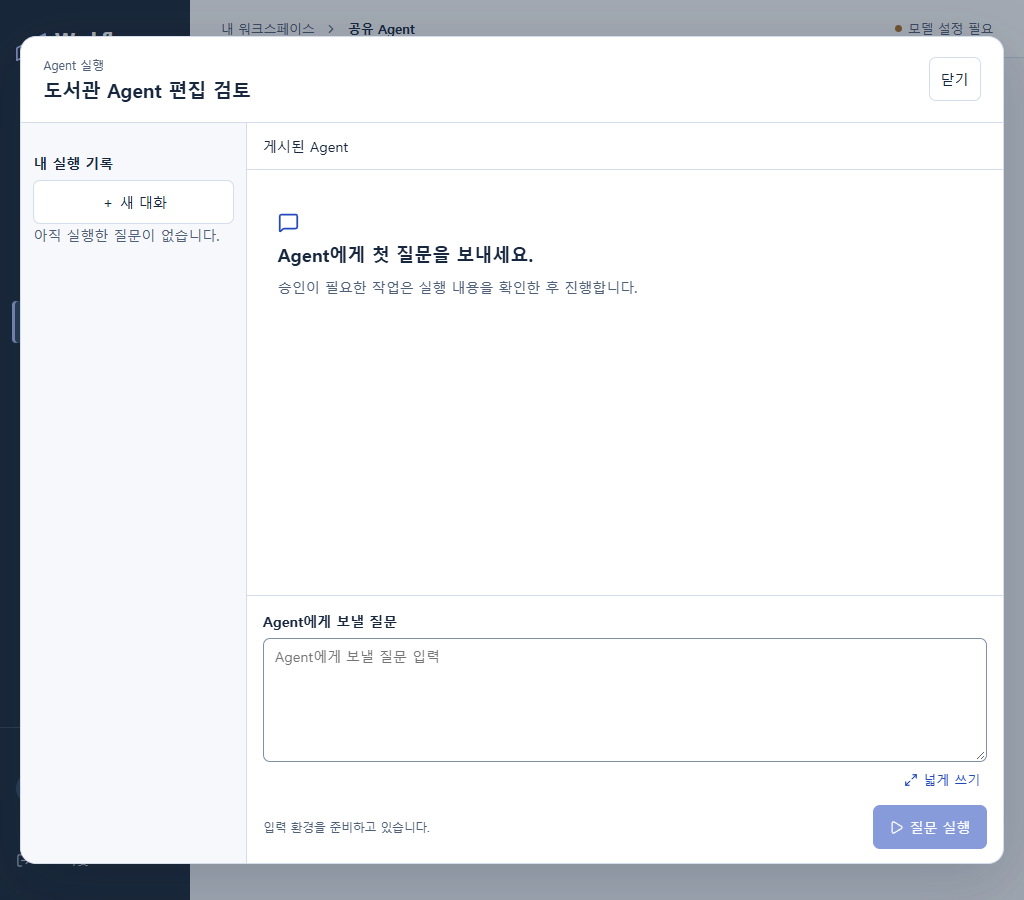 내 워크스페이스 > 공유 Agent
모델 설정 필요
Agent 실행
도서관 Agent 편집 검토
닫기
내 실행 기록
+ 새 대화
아직 실행한 질문이 없습니다.
게시된 Agent
Agent에게 첫 질문을 보내세요.
승인이 필요한 작업은 실행 내용을 확인한 후 진행합니다.
Agent에게 보낼 질문
Agent에게 보낼 질문 입력
넓게 쓰기
입력 환경을 준비하고 있습니다.
질문 실행